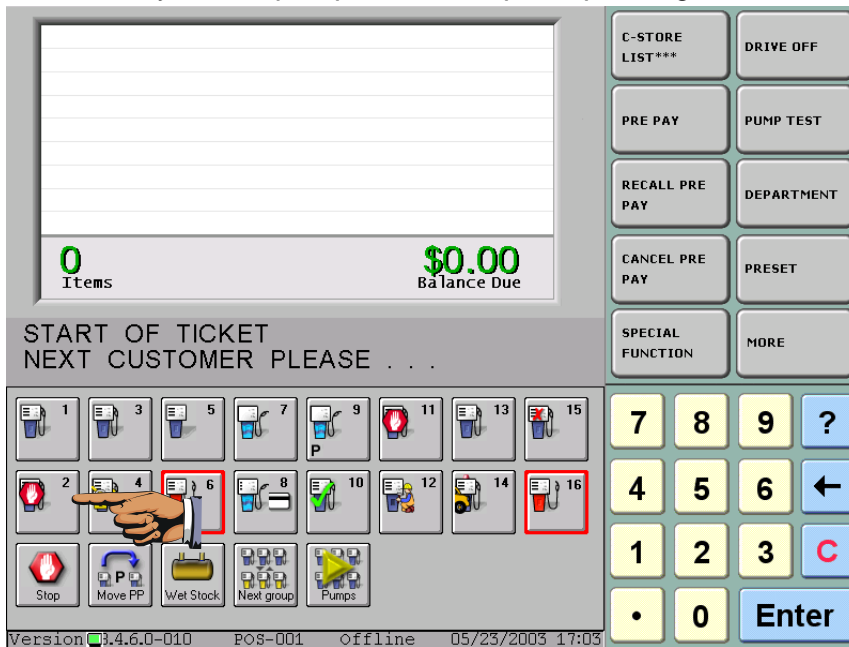 C-STORE
LIST***
DRIVE OFF
PRE PAY
PUMP TEST
RECALL PRE
PAY
DEPARTMENT
CANCEL PRE
PAY
PRESET
SPECIAL
FUNCTION
MORE
0
Items
$0.00
Balance Due
START OF TICKET
NEXT CUSTOMER PLEASE . . .
1 3 5 7 9 11 13 15
P
2 4 6 8 10 12 14 16
P
Stop Move PP Wet Stock Next group Pumps
7 8 9 ?
4 5 6 ←
1 2 3 C
. 0 Enter
Version 3.4.6.0-010 POS-001 Offline 05/23/2003 17:03